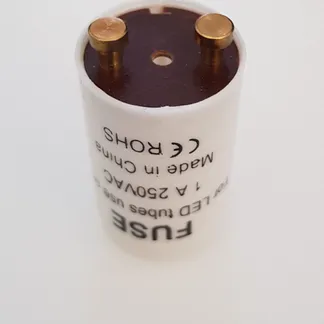 FUSE
For LED tubes use
1 A 250VAC
Made in China
CE ROHS